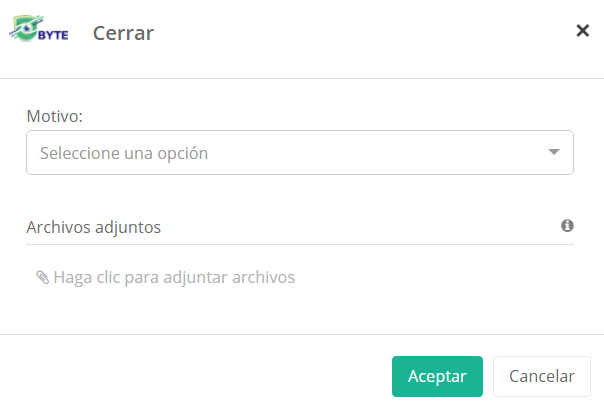 BYTE
Cerrar
Motivo:
Seleccione una opción
Archivos adjuntos
Haga clic para adjuntar archivos
Aceptar
Cancelar